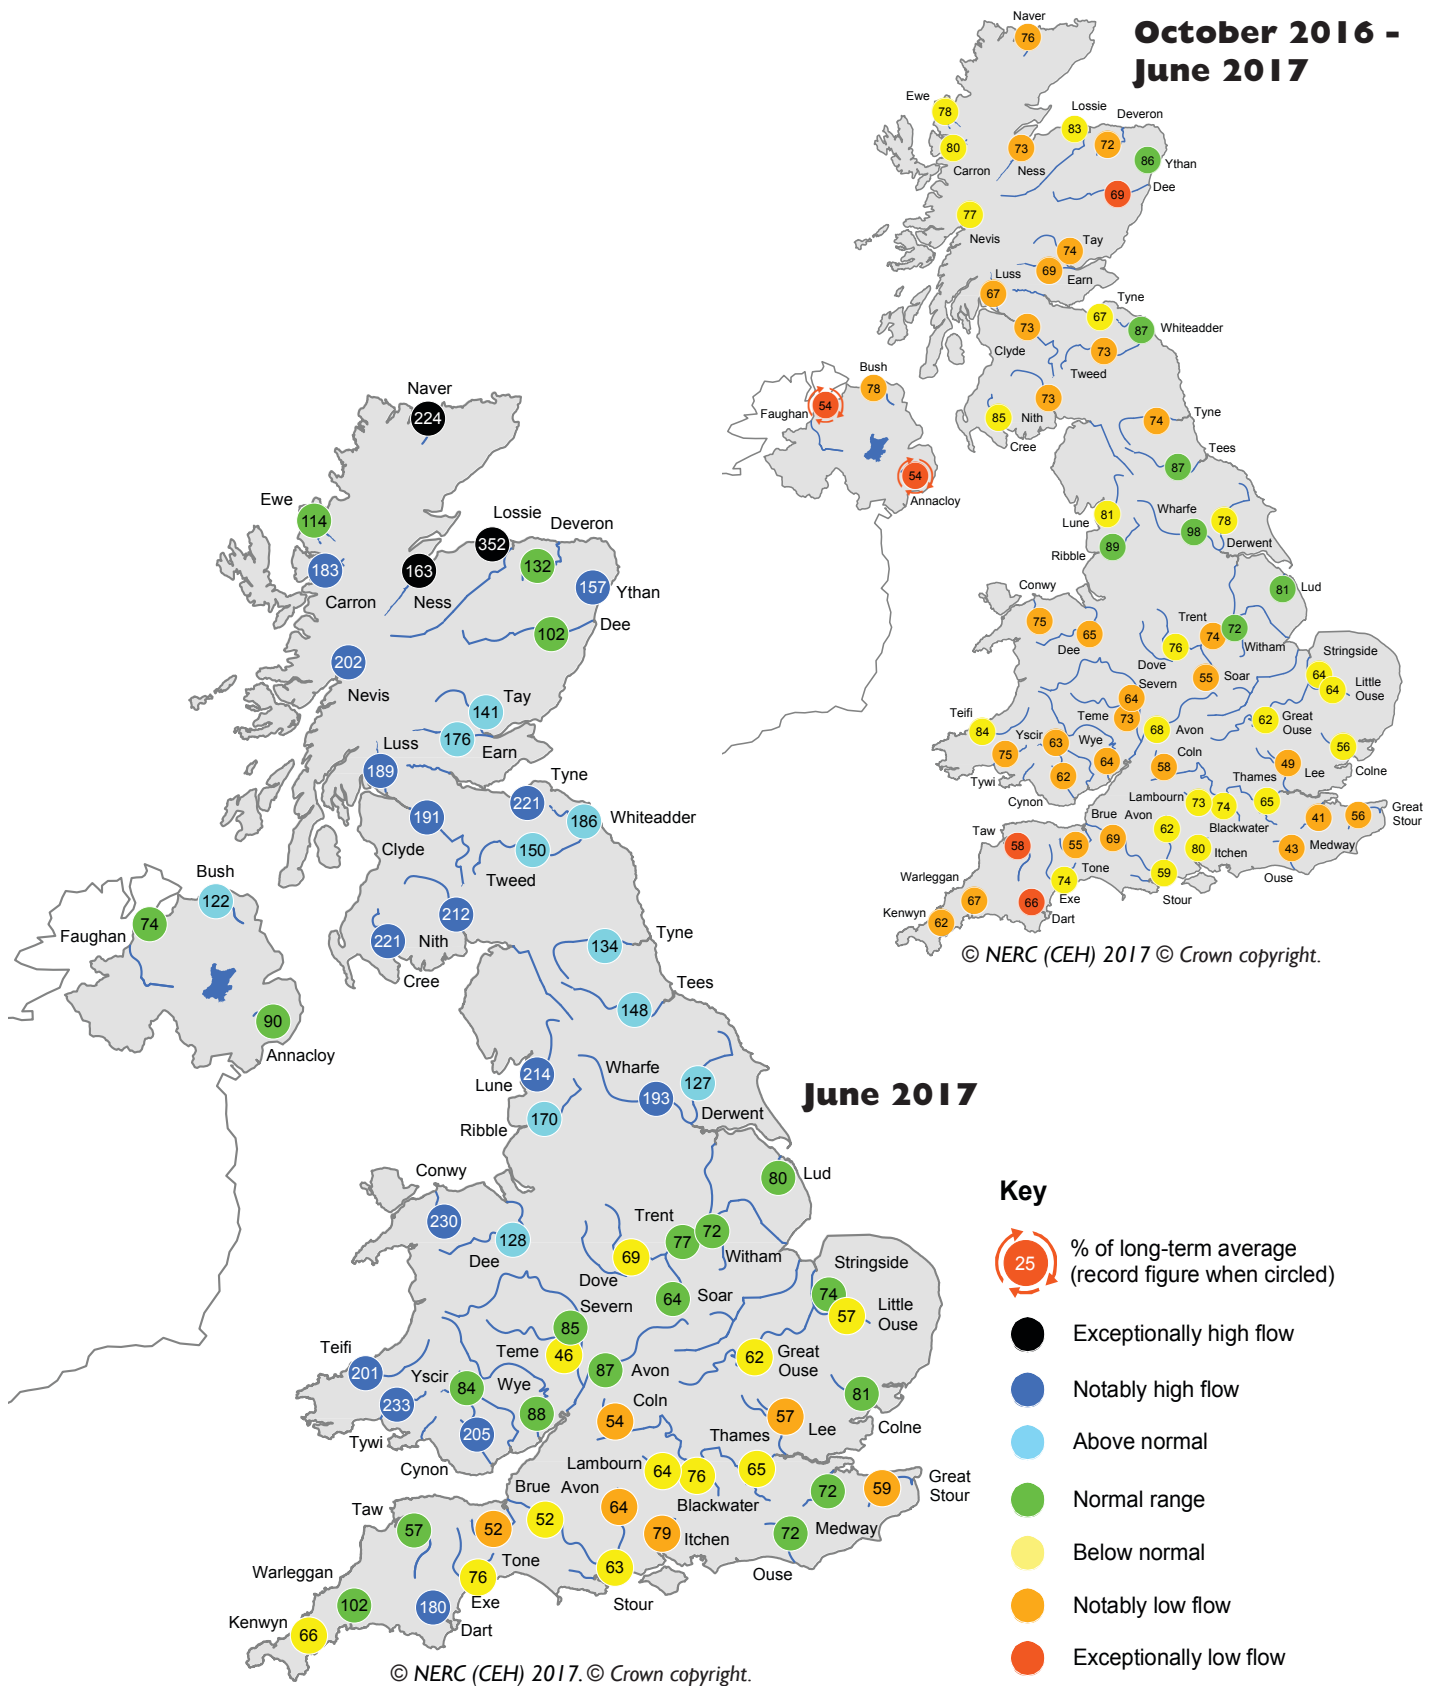 October 2016 -
June 2017
Naver
76
Ewe
78
Lossie
83
Deveron
72
80
Carron
73
Ness
86
Ythan
Dee
69
77
Nevis
Tay
74
69
Earn
Luss
67
Tyne
67
87
Whiteadder
73
Clyde
73
Tweed
Bush
78
Faughan
54
54
Annacloy
73
Nith
85
Cree
Tyne
74
Tees
87
Lune
81
Wharfe
98
78
Derwent
Ribble
89
Conwy
75
65
Dee
81
Lud
Trent
74
72
Witham
76
Dove
55
Soar
Stringside
64
64
Little
Ouse
Severn
64
Teme
73
62
Great
Ouse
Teifi
84
68
Avon
Yscir
63
Wye
64
75
Tywi
62
Cynon
Coln
58
56
Colne
49
Lee
Thames
65
Lambourn
73
74
Blackwater
41
56
Great
Stour
43
Medway
Ouse
Brue
69
Avon
62
80
Itchen
59
Stour
Taw
58
55
Tone
74
Exe
Warleggan
67
66
Dart
Kenwyn
62
© NERC (CEH) 2017 © Crown copyright.
Naver
224
Ewe
114
Lossie
352
Deveron
132
183
Carron
163
Ness
157
Ythan
Dee
102
202
Nevis
Tay
141
176
Earn
Luss
189
Tyne
221
186
Whiteadder
191
Clyde
150
Tweed
Bush
122
Faughan
74
90
Annacloy
212
Nith
221
Cree
Tyne
134
Tees
148
Lune
214
Wharfe
193
127
Derwent
Ribble
170
June 2017
Conwy
230
128
Dee
80
Lud
Trent
77
72
Witham
69
Dove
64
Soar
Stringside
74
57
Little
Ouse
Severn
85
Teme
46
62
Great
Ouse
Teifi
201
87
Avon
Yscir
84
Wye
88
233
Tywi
205
Cynon
Coln
54
81
Colne
57
Lee
Thames
65
Lambourn
64
76
Blackwater
72
59
Great
Stour
72
Medway
Ouse
Brue
52
Avon
64
79
Itchen
63
Stour
Taw
57
52
Tone
76
Exe
Warleggan
102
180
Dart
Kenwyn
66
© NERC (CEH) 2017. © Crown copyright.
Key
25
% of long-term average
(record figure when circled)
Exceptionally high flow
Notably high flow
Above normal
Normal range
Below normal
Notably low flow
Exceptionally low flow